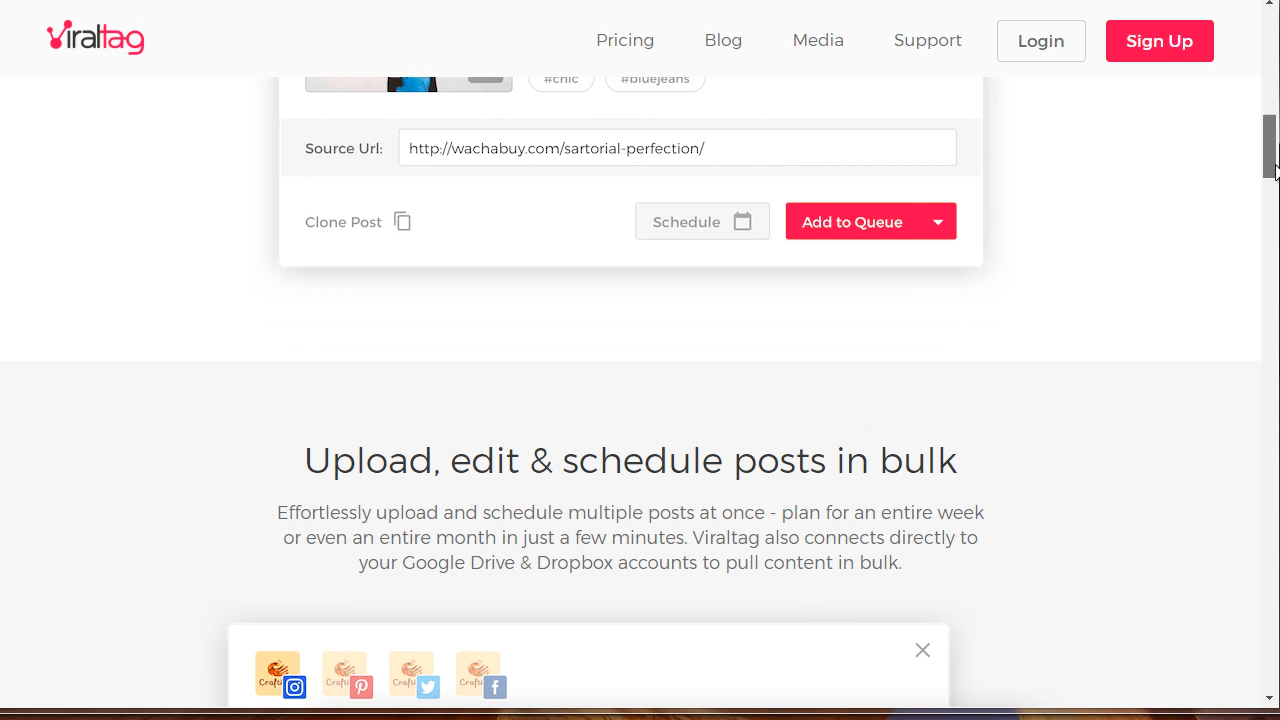 Viraltag
Pricing
Blog
Media
Support
Login
Sign Up
#chic
#bluejeans
Source Url:
http://wachabuy.com/sartorial-perfection/
Clone Post
Schedule
Add to Queue
Upload, edit & schedule posts in bulk
Effortlessly upload and schedule multiple posts at once - plan for an entire week
or even an entire month in just a few minutes. Viraltag also connects directly to
your Google Drive & Dropbox accounts to pull content in bulk.